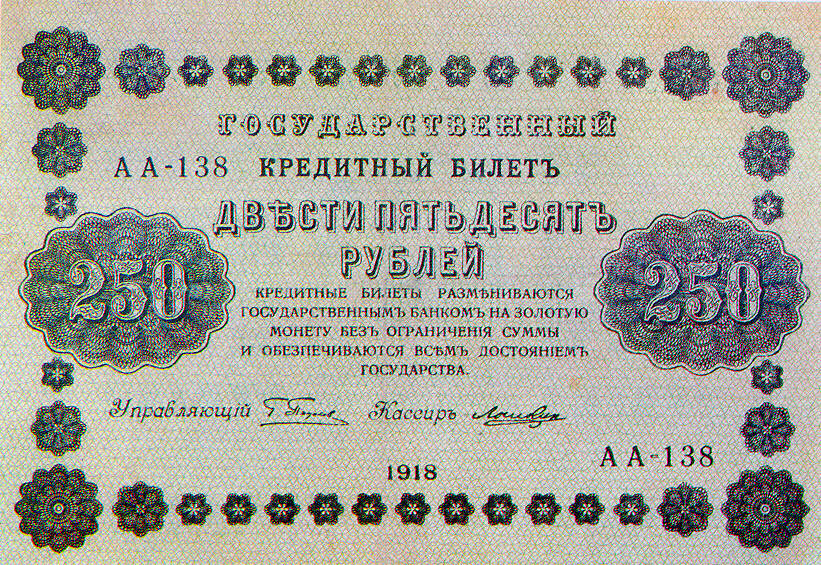 ГОСУДАРСТВЕННЫЙ
АА-138 КРЕДИТНЫЙ БИЛЕТЪ
ДВѢСТИ ПЯТЬДЕСЯТЪ
РУБЛЕЙ
250 250
КРЕДИТНЫЕ БИЛЕТЫ РАЗМѢНИВАЮТСЯ
ГОСУДАРСТВЕННЫМЪ БАНКОМЪ НА ЗОЛОТУЮ
МОНЕТУ БЕЗЪ ОГРАНИЧЕНІЯ СУММЫ
И ОБЕЗПЕЧИВАЮТСЯ ВСѢМЪ ДОСТОЯНІЕМЪ
ГОСУДАРСТВА.
Управляющій Кассиръ
АА-138
1918